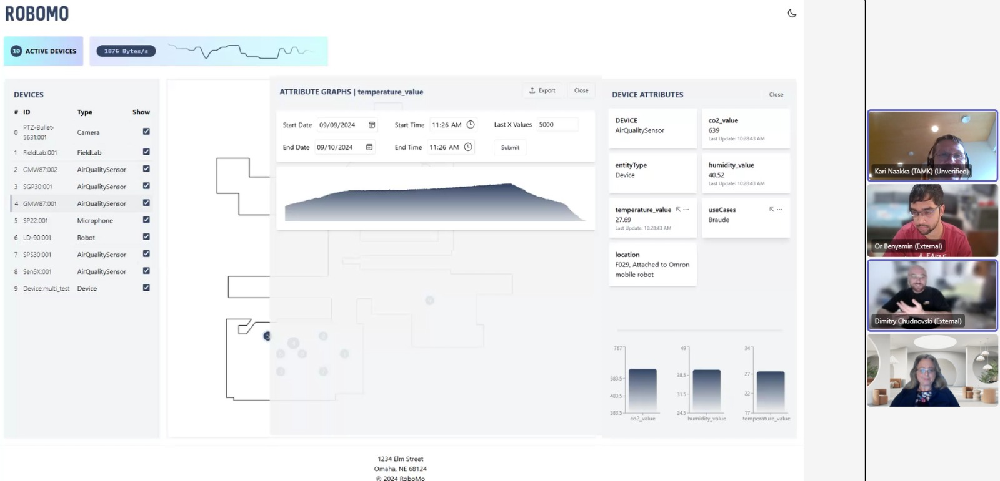 ROBOMO
10 ACTIVE DEVICES
1876 Bytes/s
DEVICES
# ID Type Show
0 PTZ-Bullet-5631:001 Camera
1 FieldLab:001 FieldLab
2 GMW87:002 AirQualitySensor
3 SGP30:001 AirQualitySensor
4 GMW87:001 AirQualitySensor
5 SP22:001 Microphone
6 LD-90:001 Robot
7 SPS30:001 AirQualitySensor
8 Sen5X:001 AirQualitySensor
9 Device:multi_test Device
5
ATTRIBUTE GRAPHS | temperature_value
Export
Close
Start Date 09/09/2024 Start Time 11:26 AM Last X Values 5000
End Date 09/10/2024 End Time 11:26 AM Submit
DEVICE ATTRIBUTES
Close
DEVICE
AirQualitySensor
co2_value
639
Last Update: 10:28:43 AM
entityType
Device
humidity_value
40.52
Last Update: 10:28:43 AM
temperature_value
27.69
Last Update: 10:28:43 AM
useCases
Braude
location
F029, Attached to Omron
mobile robot
767
583.5
483.5
383.5
co2_value
49
38.5
31.5
24.5
humidity_value
34
27
22
17
temperature_value
1234 Elm Street
Omaha, NE 68124
© 2024 RoboMo
Kari Naakka (TAMK) (Unverified)
Or Benyamin (External)
Dimitry Chudnovski (External)